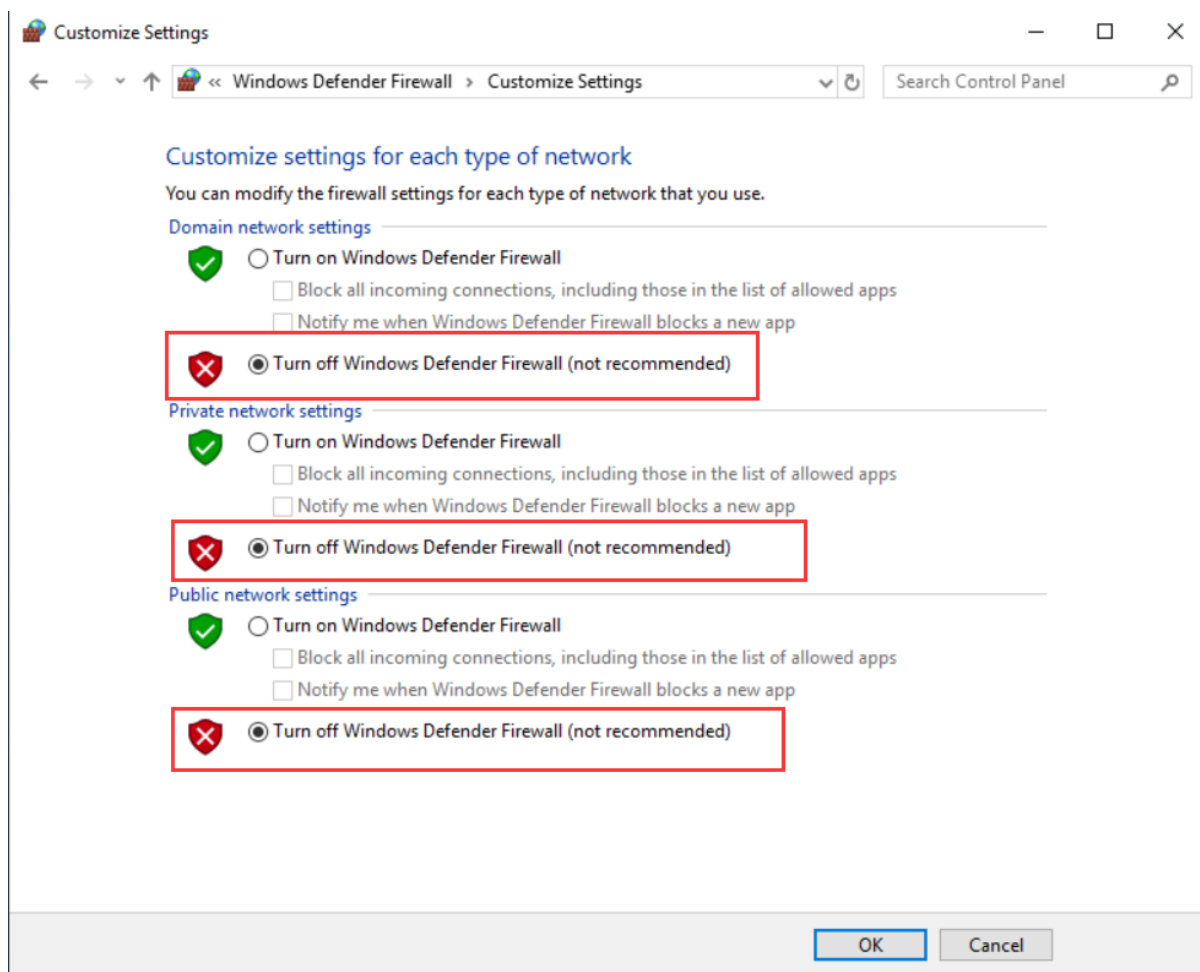 Customize Settings
« Windows Defender Firewall › Customize Settings
Search Control Panel
Customize settings for each type of network
You can modify the firewall settings for each type of network that you use.
Domain network settings
Turn on Windows Defender Firewall
Block all incoming connections, including those in the list of allowed apps
Notify me when Windows Defender Firewall blocks a new app
Turn off Windows Defender Firewall (not recommended)
Private network settings
Turn on Windows Defender Firewall
Block all incoming connections, including those in the list of allowed apps
Notify me when Windows Defender Firewall blocks a new app
Turn off Windows Defender Firewall (not recommended)
Public network settings
Turn on Windows Defender Firewall
Block all incoming connections, including those in the list of allowed apps
Notify me when Windows Defender Firewall blocks a new app
Turn off Windows Defender Firewall (not recommended)
OK Cancel